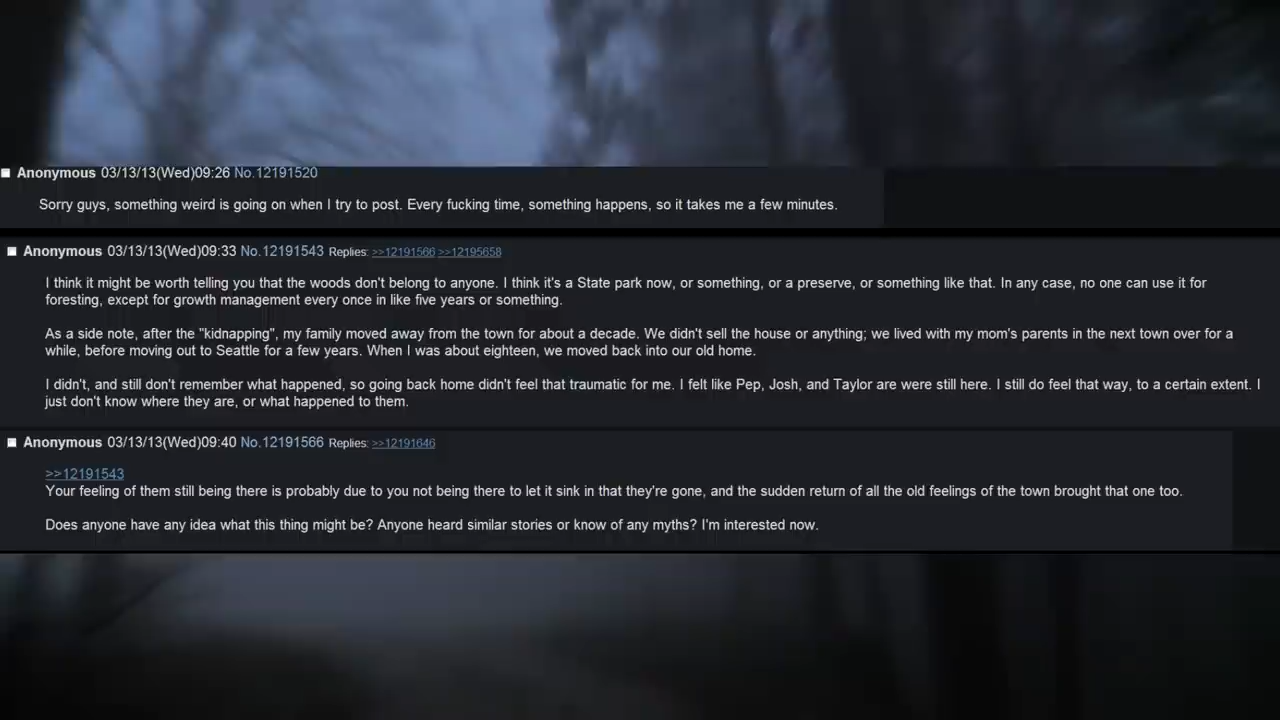 Anonymous 03/13/13(Wed)09:26 No.12191520
Sorry guys, something weird is going on when I try to post. Every fucking time, something happens, so it takes me a few minutes.
Anonymous 03/13/13(Wed)09:33 No.12191543 Replies: >>12191566 >>12195658
I think it might be worth telling you that the woods don't belong to anyone. I think it's a State park now, or something, or a preserve, or something like that. In any case, no one can use it for
foresting, except for growth management every once in like five years or something.
As a side note, after the "kidnapping", my family moved away from the town for about a decade. We didn't sell the house or anything; we lived with my mom's parents in the next town over for a
while, before moving out to Seattle for a few years. When I was about eighteen, we moved back into our old home.
I didn't, and still don't remember what happened, so going back home didn't feel that traumatic for me. I felt like Pep, Josh, and Taylor are were still here. I still do feel that way, to a certain extent. I
just don't know where they are, or what happened to them.
Anonymous 03/13/13(Wed)09:40 No.12191566 Replies: >>12191646
>>12191543
Your feeling of them still being there is probably due to you not being there to let it sink in that they're gone, and the sudden return of all the old feelings of the town brought that one too.
Does anyone have any idea what this thing might be? Anyone heard similar stories or know of any myths? I'm interested now.